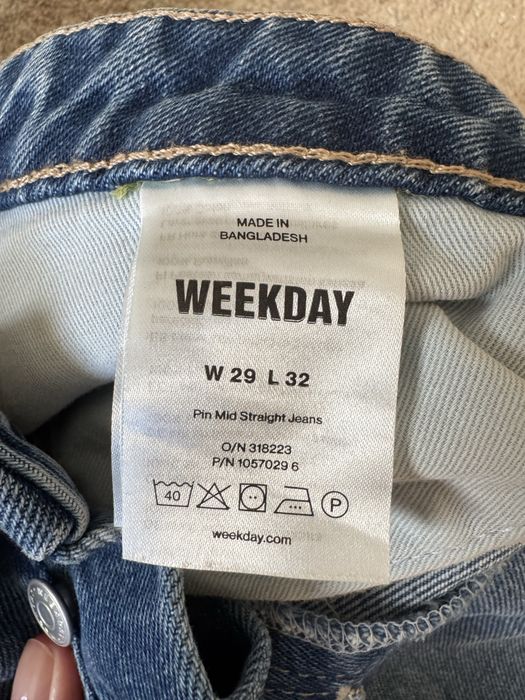 MADE IN
BANGLADESH
WEEKDAY
W 29 L 32
Pin Mid Straight Jeans
O/N 318223
P/N 1057029 6
40
P
weekday.com